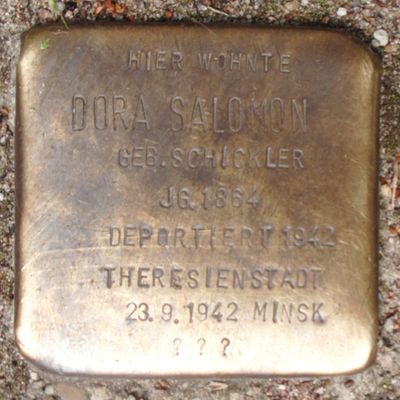 HIER WOHNTE
DORA SALOMON
GEB. SCHICKLER
JG. 1864
DEPORTIERT 1942
THERESIENSTADT
23.9.1942 MINSK
? ? ?